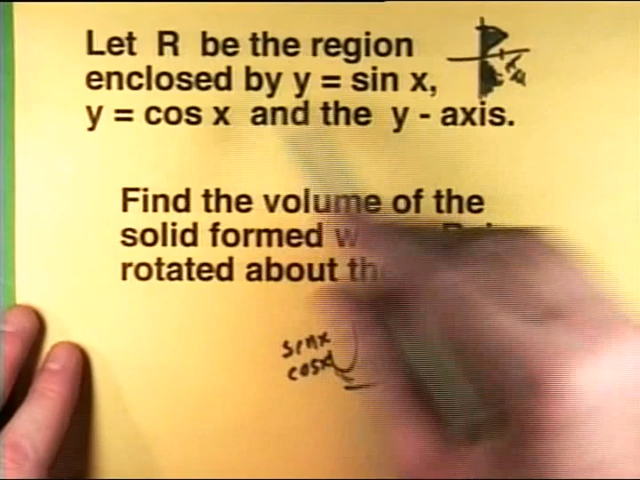 Let R be the region
enclosed by y = sin x,
y = cos x and the y - axis.
Find the volume of the
solid formed
rotated about
sinx
cosx